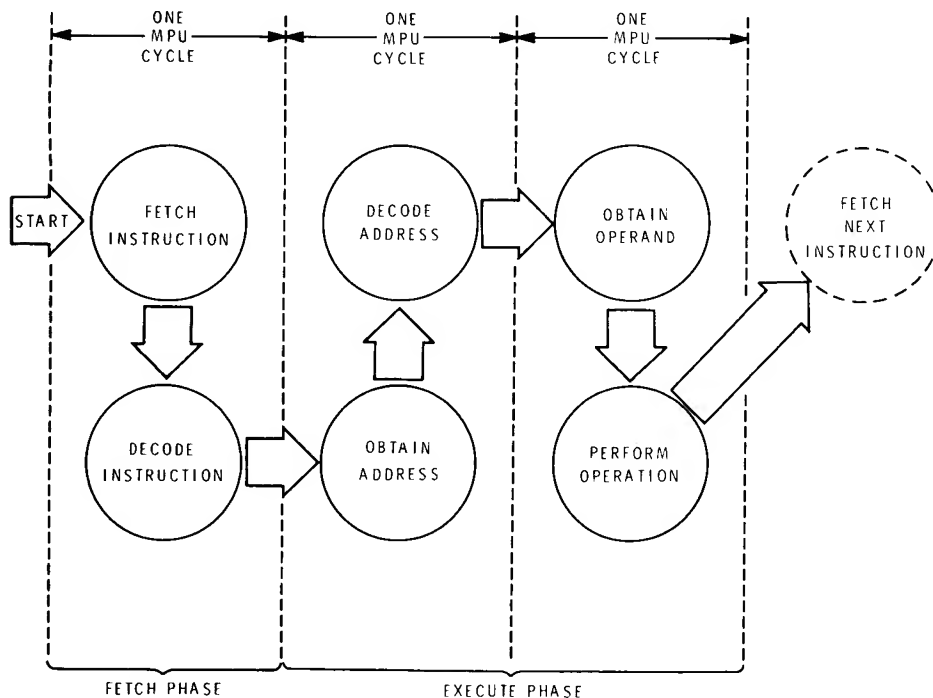 ONE
MPU
CYCLE
ONE
MPU
CYCLE
ONE
MPU
CYCLE
START
FETCH
INSTRUCTION
DECODE
ADDRESS
OBTAIN
OPERAND
FETCH
NEXT
INSTRUCTION
DECODE
INSTRUCTION
OBTAIN
ADDRESS
PERFORM
OPERATION
FETCH PHASE
EXECUTE PHASE